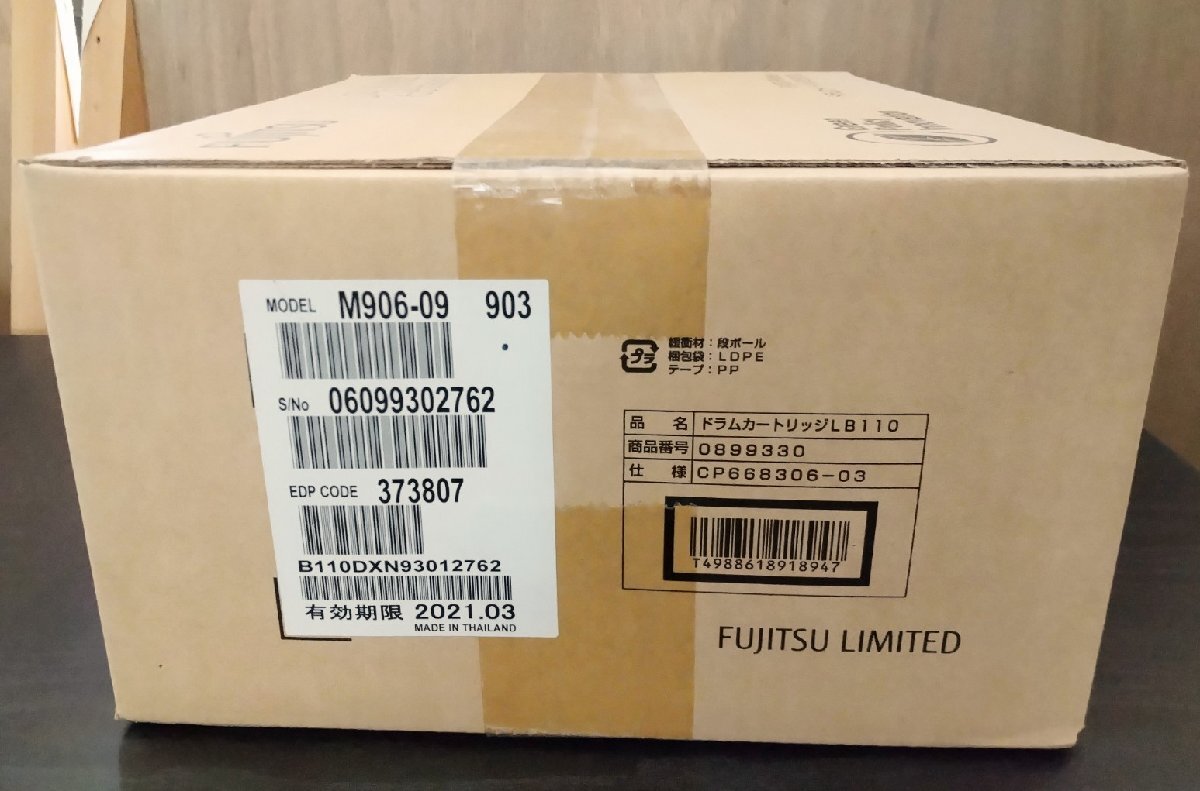 FUJITSU
MODEL M906-09 903
S/No 06099302762
EDP CODE 373807
B110DXN93012762
有効期限 2021.03
MADE IN THAILAND
プラ
緩衝材：段ボール
梱包袋：LDPE
テープ：PP
品 名 ドラムカートリッジLB110
商品番号 0899330
仕 様 CP668306-03
T4988618918947
FUJITSU LIMITED